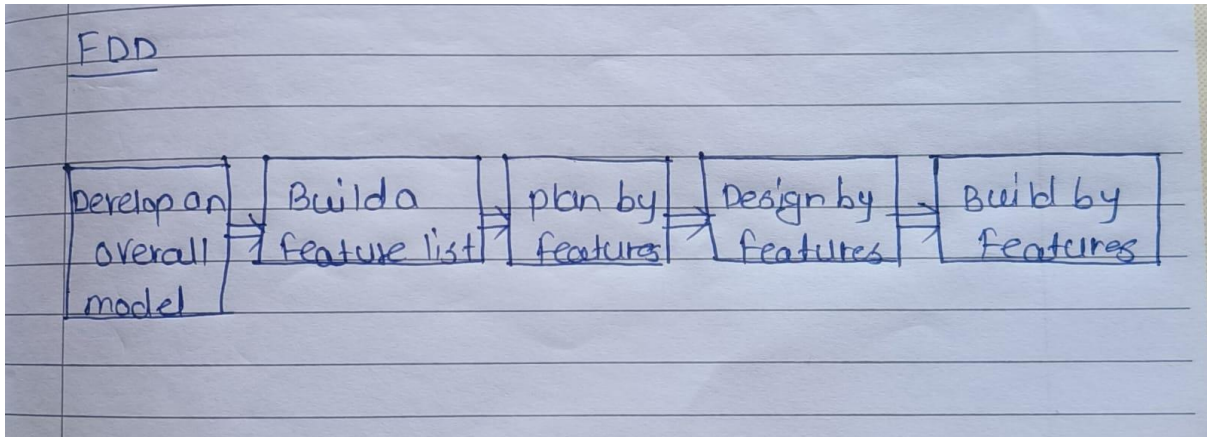 FDD
Develop an
overall
model
Build a
feature list
plan by
features
Design by
features
Build by
features